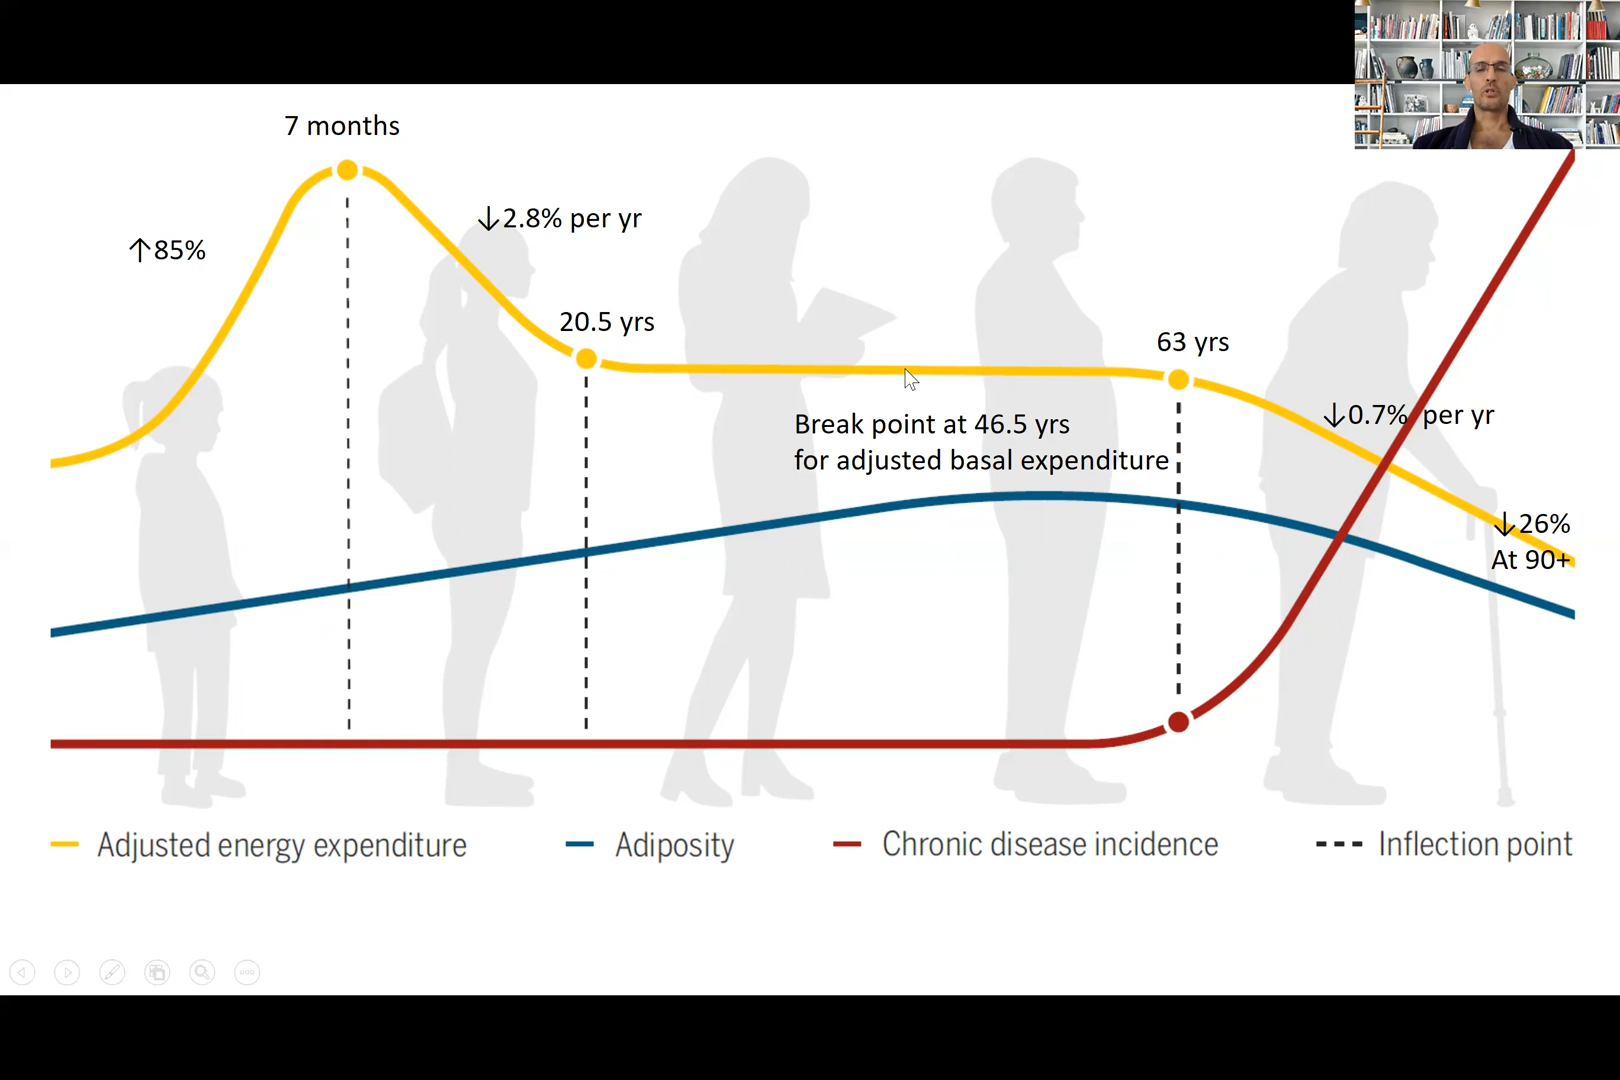 7 months
↑85%
↓2.8% per yr
20.5 yrs
63 yrs
Break point at 46.5 yrs
for adjusted basal expenditure
↓0.7% per yr
↓26%
At 90+
Adjusted energy expenditure
Adiposity
Chronic disease incidence
Inflection point